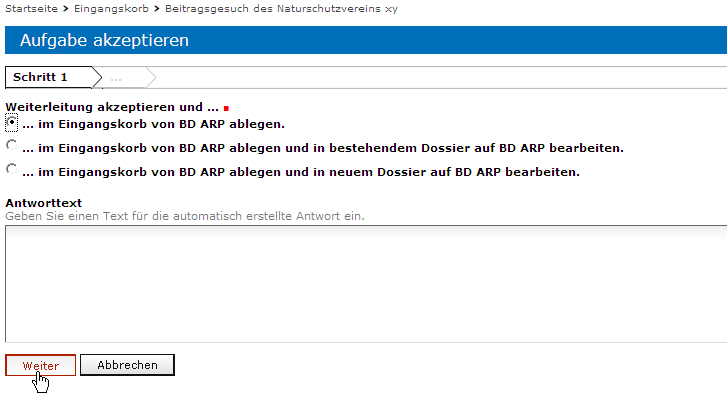 Startseite > Eingangskorb > Beitragsgesuch des Naturschutzvereins xy
Aufgabe akzeptieren
Schritt 1 ...
Weiterleitung akzeptieren und ...
... im Eingangskorb von BD ARP ablegen.
... im Eingangskorb von BD ARP ablegen und in bestehendem Dossier auf BD ARP bearbeiten.
... im Eingangskorb von BD ARP ablegen und in neuem Dossier auf BD ARP bearbeiten.
Antworttext
Geben Sie einen Text für die automatisch erstellte Antwort ein.
Weiter Abbrechen